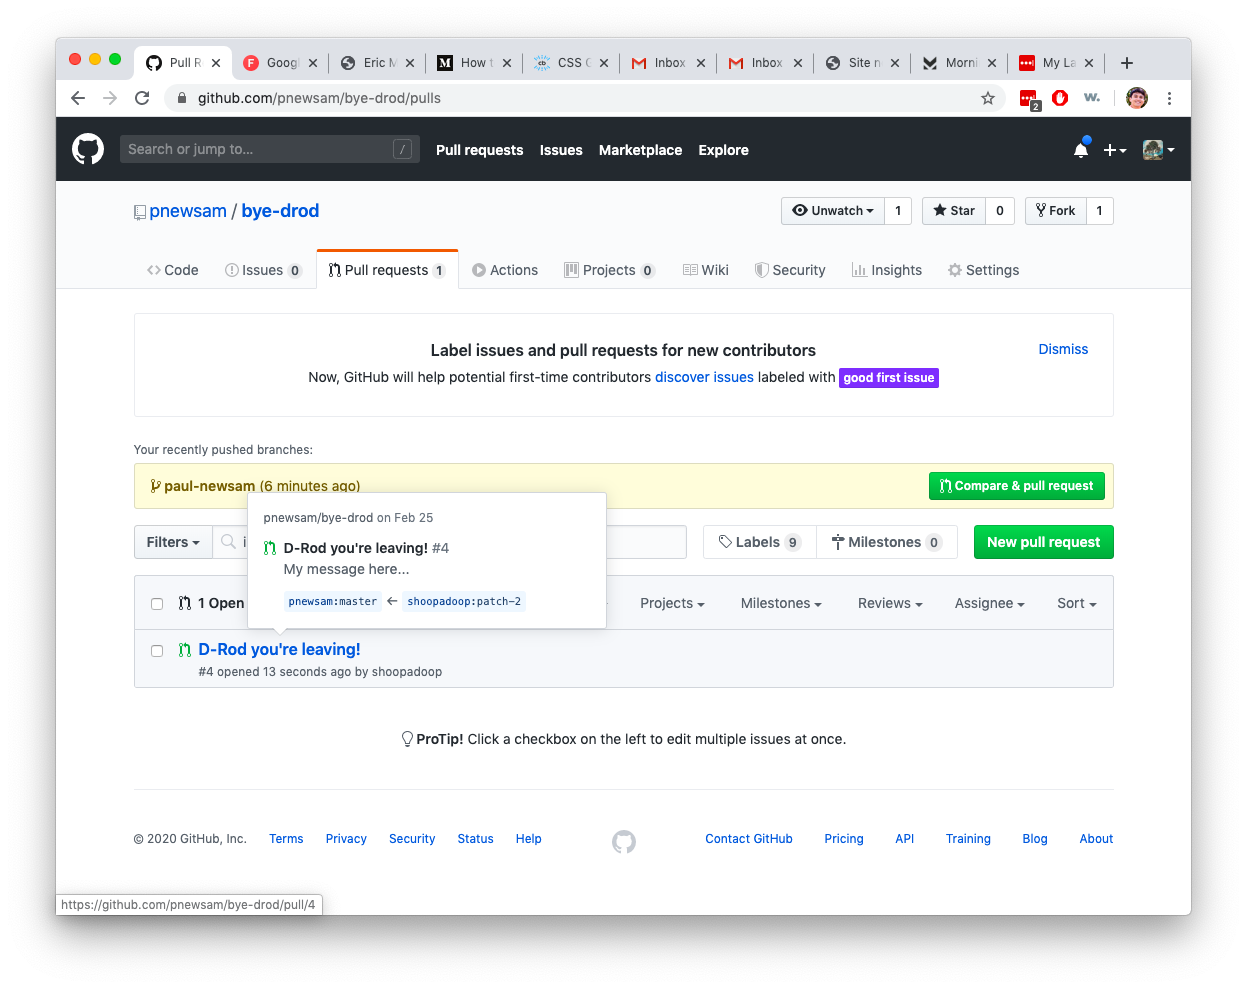 Pull R
Googl
Eric M
How t
CSS G
Inbox
Inbox
Site n
Morni
My La
github.com/pnewsam/bye-drod/pulls
2
w.
Search or jump to... /
Pull requests Issues Marketplace Explore
pnewsam / bye-drod
Unwatch 1 Star 0 Fork 1
Code Issues 0 Pull requests 1 Actions Projects 0 Wiki Security Insights Settings
Label issues and pull requests for new contributors
Dismiss
Now, GitHub will help potential first-time contributors discover issues labeled with good first issue
Your recently pushed branches:
paul-newsam (6 minutes ago)
Compare & pull request
pnewsam/bye-drod on Feb 25
D-Rod you're leaving! #4
My message here...
pnewsam:master ← shoopadoop:patch-2
Filters i
Labels 9 Milestones 0 New pull request
1 Open Projects Milestones Reviews Assignee Sort
D-Rod you're leaving!
#4 opened 13 seconds ago by shoopadoop
ProTip! Click a checkbox on the left to edit multiple issues at once.
© 2020 GitHub, Inc. Terms Privacy Security Status Help Contact GitHub Pricing API Training Blog About
https://github.com/pnewsam/bye-drod/pull/4